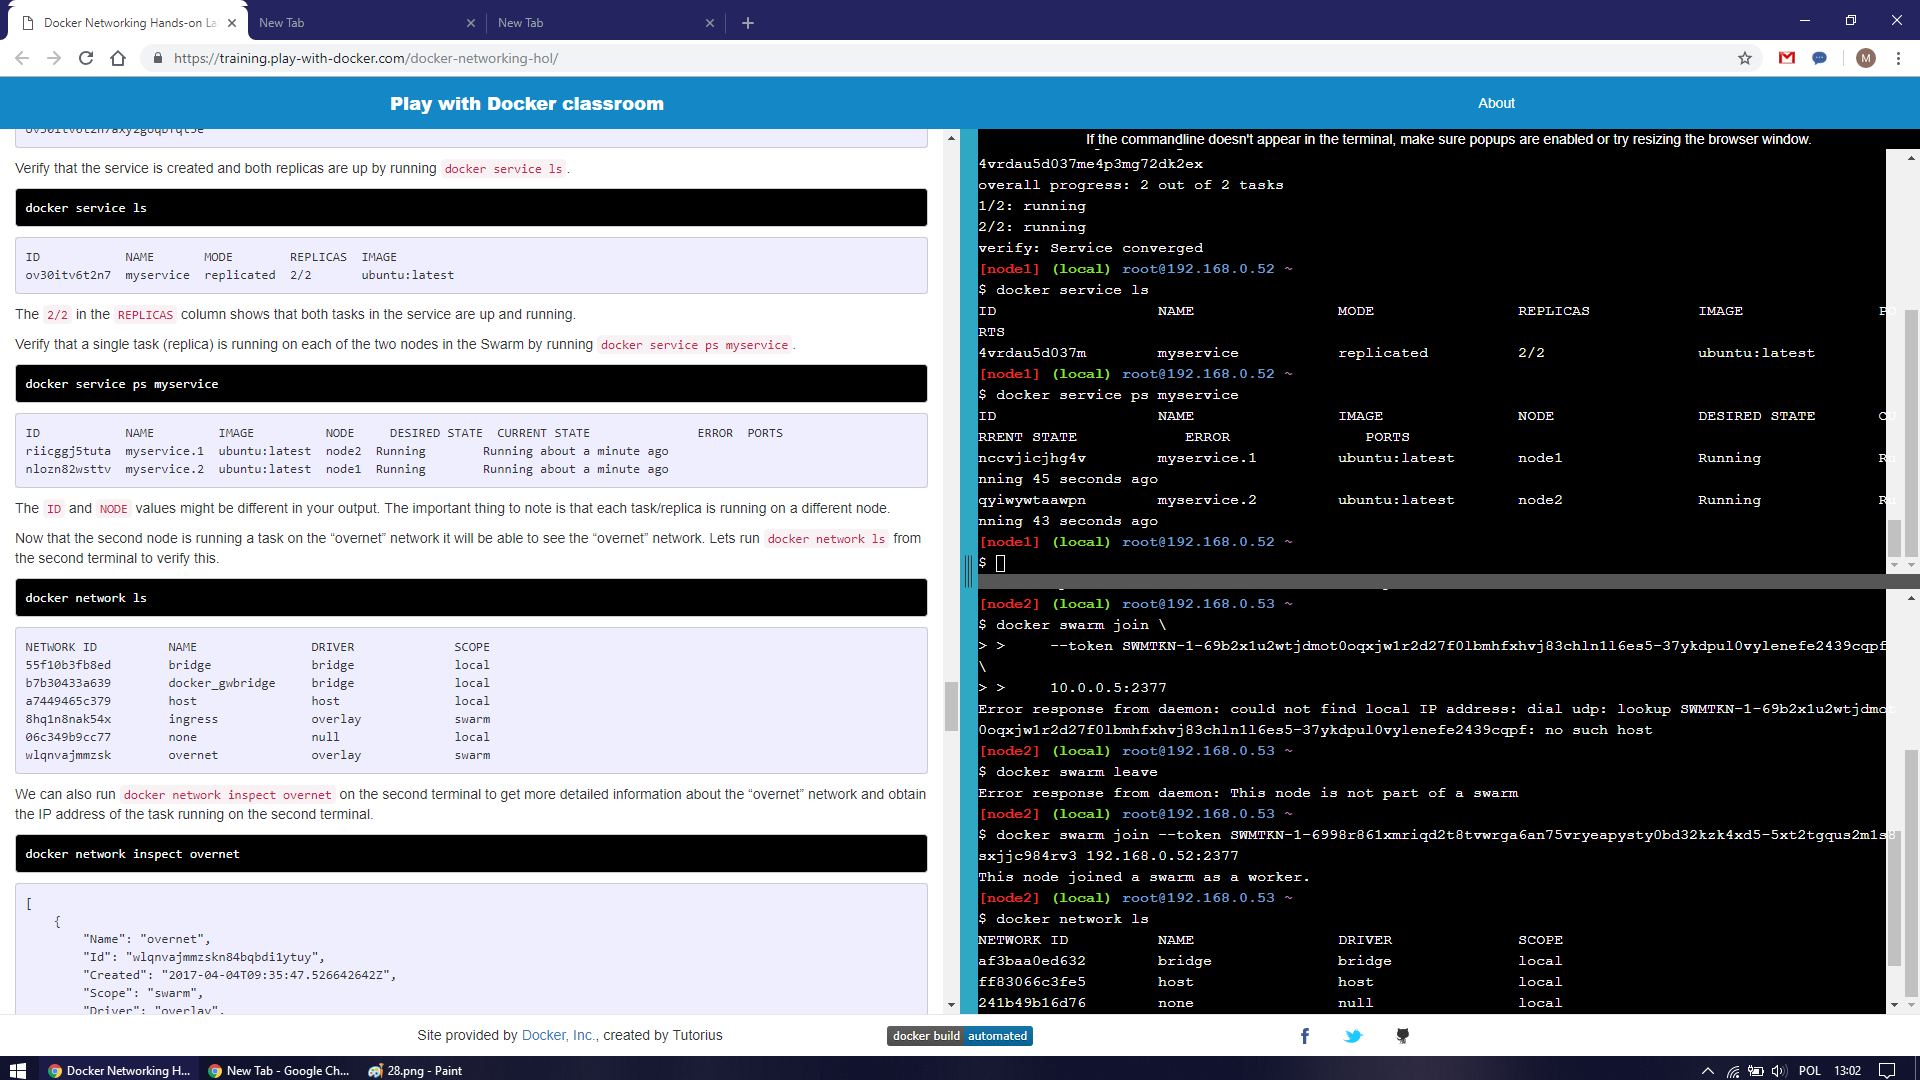 Docker Networking Hands-on La
New Tab
New Tab
https://training.play-with-docker.com/docker-networking-hol/
M
Play with Docker classroom
About
Verify that the service is created and both replicas are up by running docker service ls.
docker service ls
ID NAME MODE REPLICAS IMAGE
ov30itv6t2n7 myservice replicated 2/2 ubuntu:latest
The 2/2 in the REPLICAS column shows that both tasks in the service are up and running.
Verify that a single task (replica) is running on each of the two nodes in the Swarm by running docker service ps myservice.
docker service ps myservice
ID NAME IMAGE NODE DESIRED STATE CURRENT STATE ERROR PORTS
riicggj5tuta myservice.1 ubuntu:latest node2 Running Running about a minute ago
nlozn82wsttv myservice.2 ubuntu:latest node1 Running Running about a minute ago
The ID and NODE values might be different in your output. The important thing to note is that each task/replica is running on a different node.
Now that the second node is running a task on the “overnet” network it will be able to see the “overnet” network. Lets run docker network ls from
the second terminal to verify this.
docker network ls
NETWORK ID NAME DRIVER SCOPE
55f10b3fb8ed bridge bridge local
b7b30433a639 docker_gwbridge bridge local
a7449465c379 host host local
8hq1n8nak54x ingress overlay swarm
06c349b9cc77 none null local
wlqnvajmmzsk overnet overlay swarm
We can also run docker network inspect overnet on the second terminal to get more detailed information about the “overnet” network and obtain
the IP address of the task running on the second terminal.
docker network inspect overnet
[
{
"Name": "overnet",
"Id": "wlqnvajmmzskn84bqbdi1ytuy",
"Created": "2017-04-04T09:35:47.526642642Z",
"Scope": "swarm",
"Driver": "overlay",
If the commandline doesn't appear in the terminal, make sure popups are enabled or try resizing the browser window.
4vrdau5d037me4p3mg72dk2ex
overall progress: 2 out of 2 tasks
1/2: running
2/2: running
verify: Service converged
[node1] (local) root@192.168.0.52 ~
$ docker service ls
ID NAME MODE REPLICAS IMAGE PO
RTS
4vrdau5d037m myservice replicated 2/2 ubuntu:latest
[node1] (local) root@192.168.0.52 ~
$ docker service ps myservice
ID NAME IMAGE NODE DESIRED STATE CU
RRENT STATE ERROR PORTS
nccvjicjhg4v myservice.1 ubuntu:latest node1 Running Ru
nning 45 seconds ago
qyiwywtaawpn myservice.2 ubuntu:latest node2 Running Ru
nning 43 seconds ago
[node1] (local) root@192.168.0.52 ~
$
[node2] (local) root@192.168.0.53 ~
$ docker swarm join \
> > --token SWMTKN-1-69b2x1u2wtjdmot0oqxjw1r2d27f0lbmhfxhvj83chln1l6es5-37ykdpul0vylenefe2439cqpf
\
> > 10.0.0.5:2377
Error response from daemon: could not find local IP address: dial udp: lookup SWMTKN-1-69b2x1u2wtjdmot
0oqxjw1r2d27f0lbmhfxhvj83chln1l6es5-37ykdpul0vylenefe2439cqpf: no such host
[node2] (local) root@192.168.0.53 ~
$ docker swarm leave
Error response from daemon: This node is not part of a swarm
[node2] (local) root@192.168.0.53 ~
$ docker swarm join --token SWMTKN-1-6998r861xmriqd2t8tvwrga6an75vryeapysty0bd32kzk4xd5-5xt2tgqus2m1s8
sxjjc984rv3 192.168.0.52:2377
This node joined a swarm as a worker.
[node2] (local) root@192.168.0.53 ~
$ docker network ls
NETWORK ID NAME DRIVER SCOPE
af3baa0ed632 bridge bridge local
ff83066c3fe5 host host local
241b49b16d76 none null local
Site provided by Docker, Inc., created by Tutorius
docker build automated
Docker Networking H...
New Tab - Google Ch...
28.png - Paint
POL
13:02